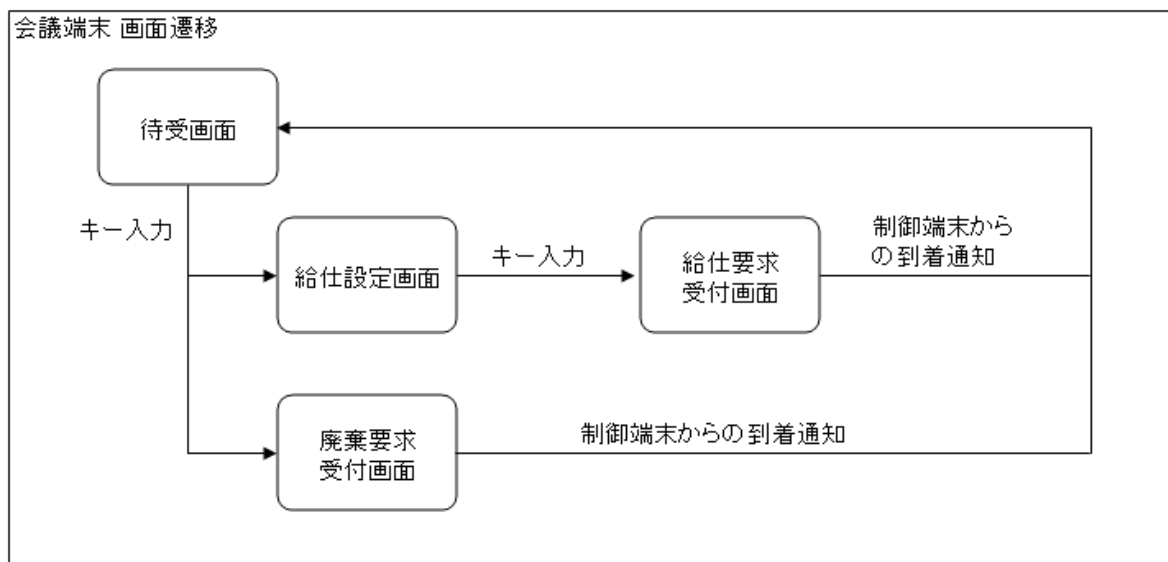 会議端末 画面遷移
待受画面
キー入力
給仕設定画面
キー入力
給仕要求
受付画面
制御端末から
の到着通知
廃棄要求
受付画面
制御端末からの到着通知